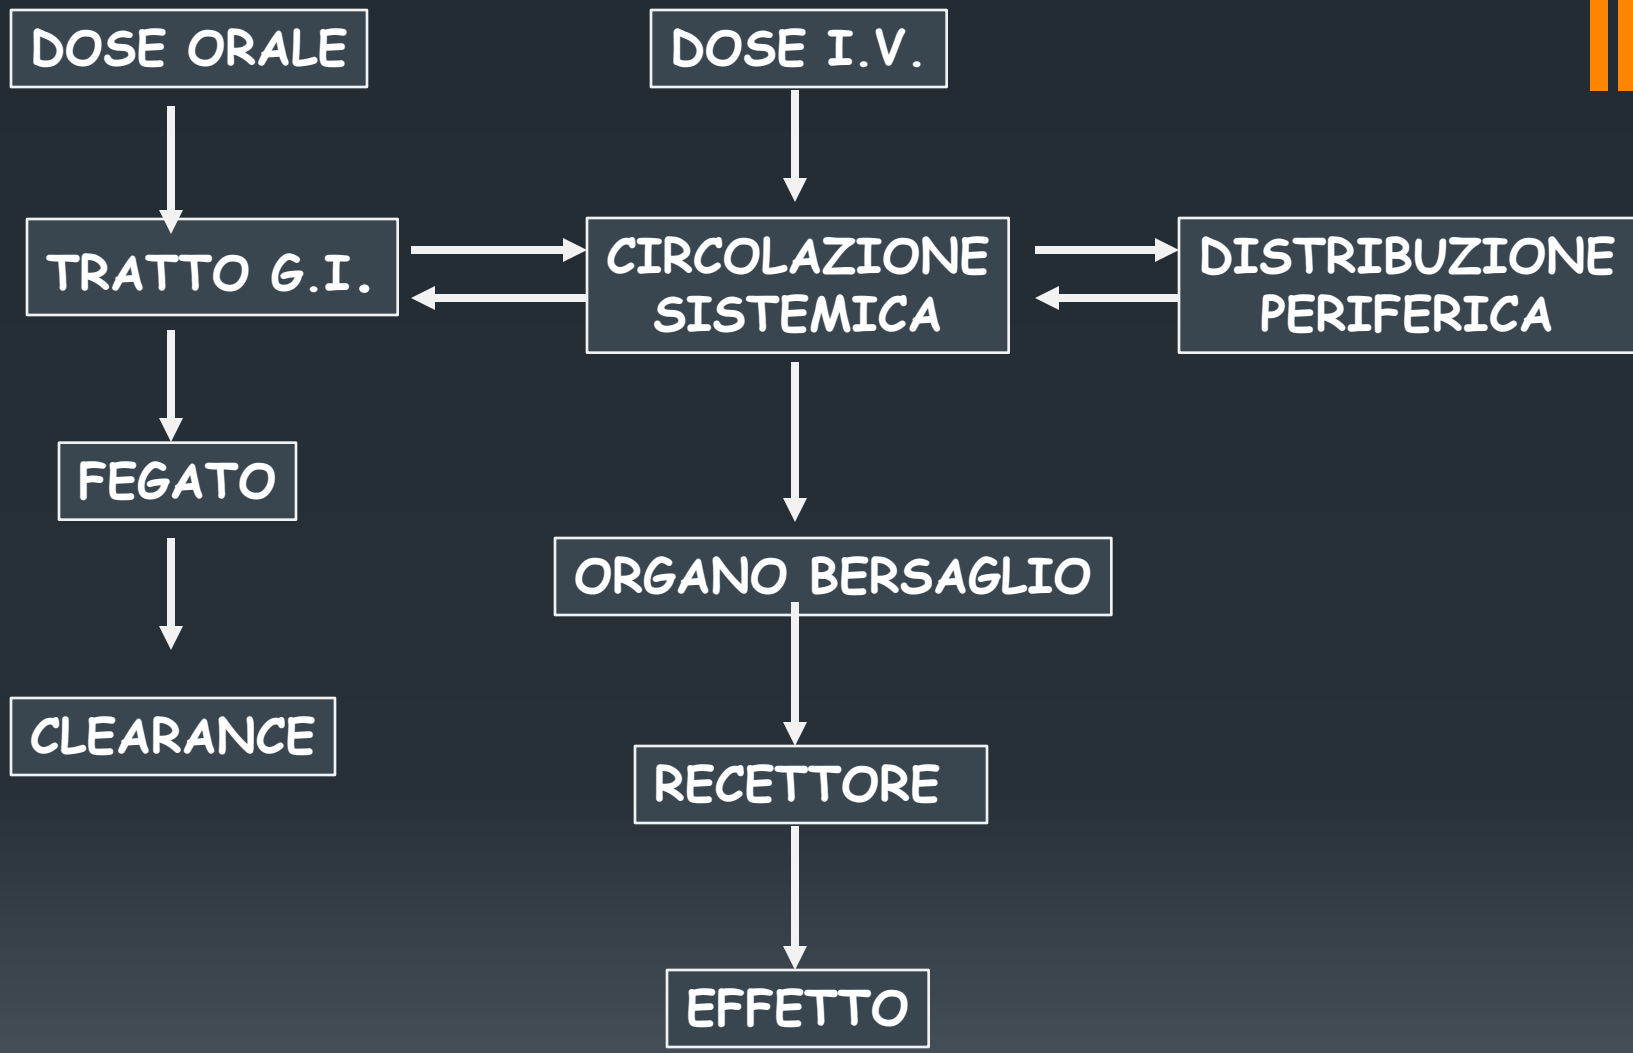 DOSE ORALE
DOSE I.V.
TRATTO G.I.
CIRCOLAZIONE
SISTEMICA
DISTRIBUZIONE
PERIFERICA
FEGATO
ORGANO BERSAGLIO
CLEARANCE
RECETTORE
EFFETTO